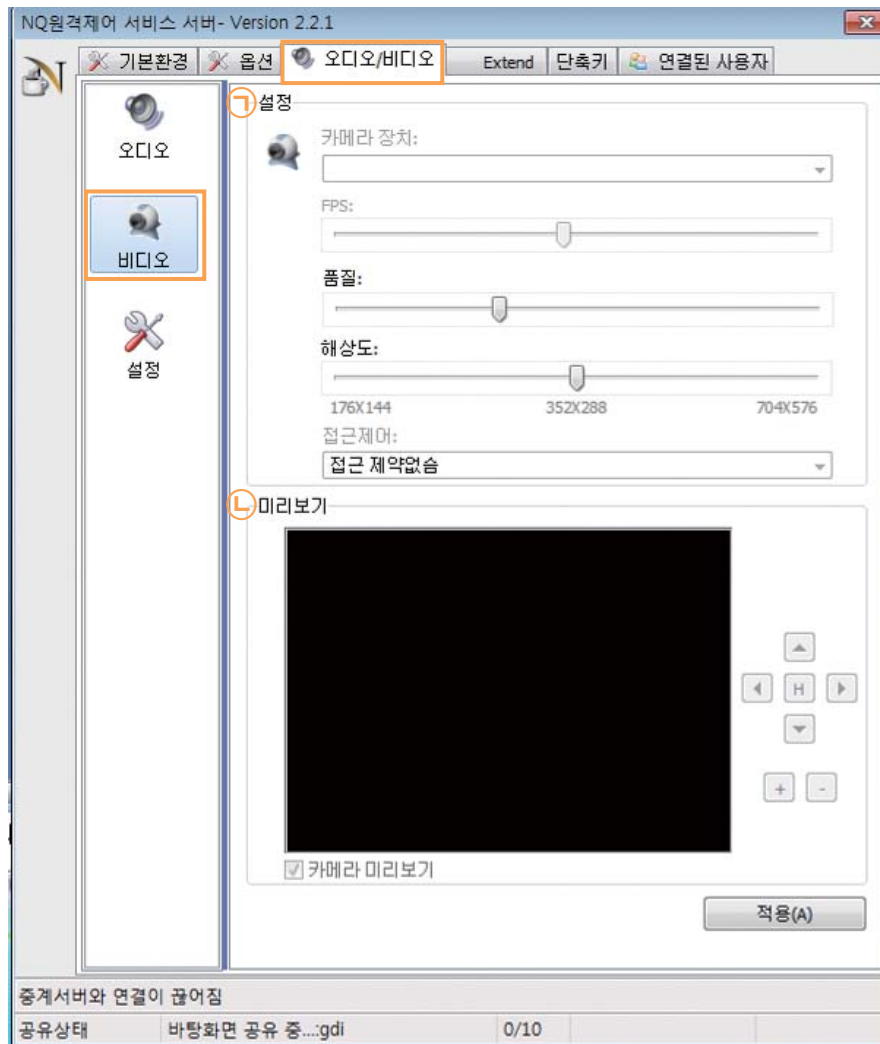 NQ원격제어 서비스 서버- Version 2.2.1
기본환경 옵션 오디오/비디오 Extend 단축키 연결된 사용자
오디오
비디오
설정
㉠ 설정
카메라 장치:
FPS:
품질:
해상도:
176X144 352X288 704X576
접근제어:
접근 제약없슴
㉡ 미리보기
H
+ -
카메라 미리보기
적용(A)
중계서버와 연결이 끊어짐
공유상태 바탕화면 공유 중...:gdi 0/10